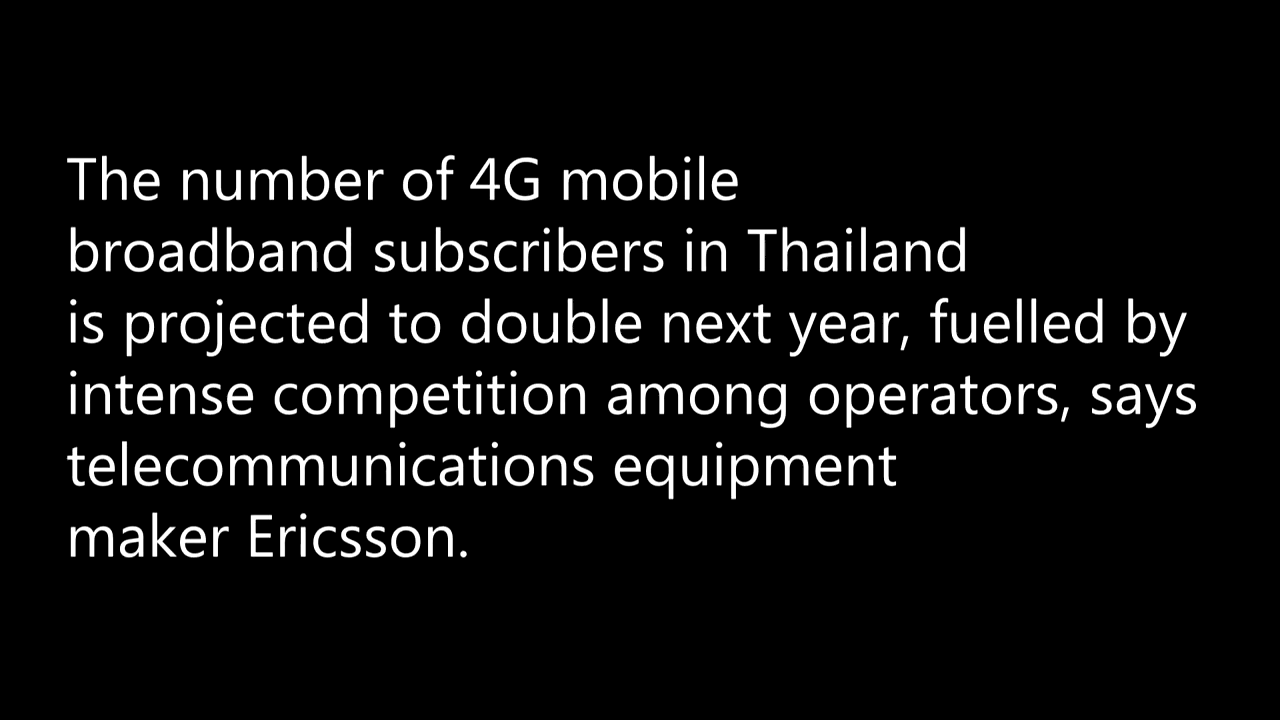 The number of 4G mobile
broadband subscribers in Thailand
is projected to double next year, fuelled by
intense competition among operators, says
telecommunications equipment
maker Ericsson.